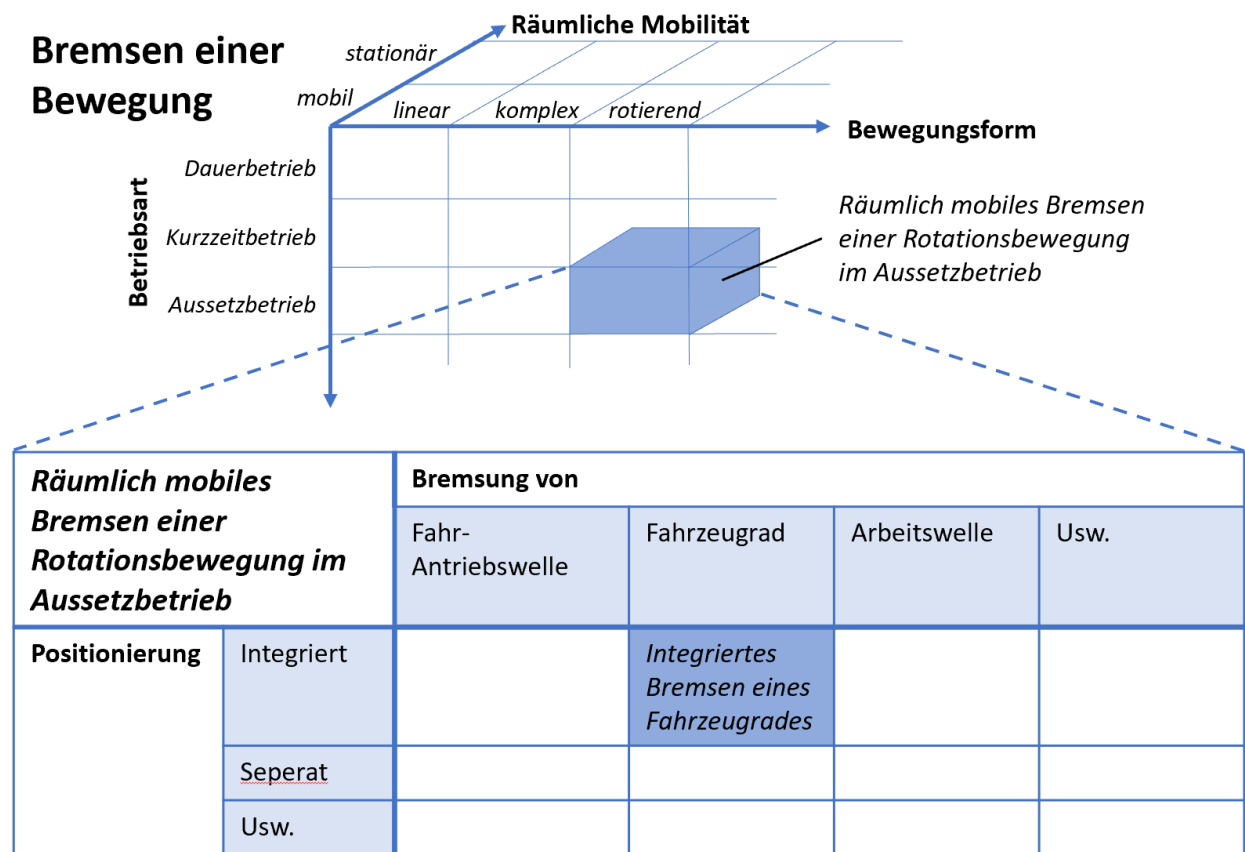 Bremsen einer
Bewegung
Räumliche Mobilität
stationär
mobil
linear
komplex
rotierend
Bewegungsform
Betriebsart
Dauerbetrieb
Kurzzeitbetrieb
Aussetzbetrieb
Räumlich mobiles Bremsen
einer Rotationsbewegung
im Aussetzbetrieb
Räumlich mobiles
Bremsen einer
Rotationsbewegung im
Aussetzbetrieb
Bremsung von
Fahr-
Antriebswelle
Fahrzeugrad
Arbeitswelle
Usw.
Positionierung
Integriert
Integriertes
Bremsen eines
Fahrzeugrades
Seperat
Usw.